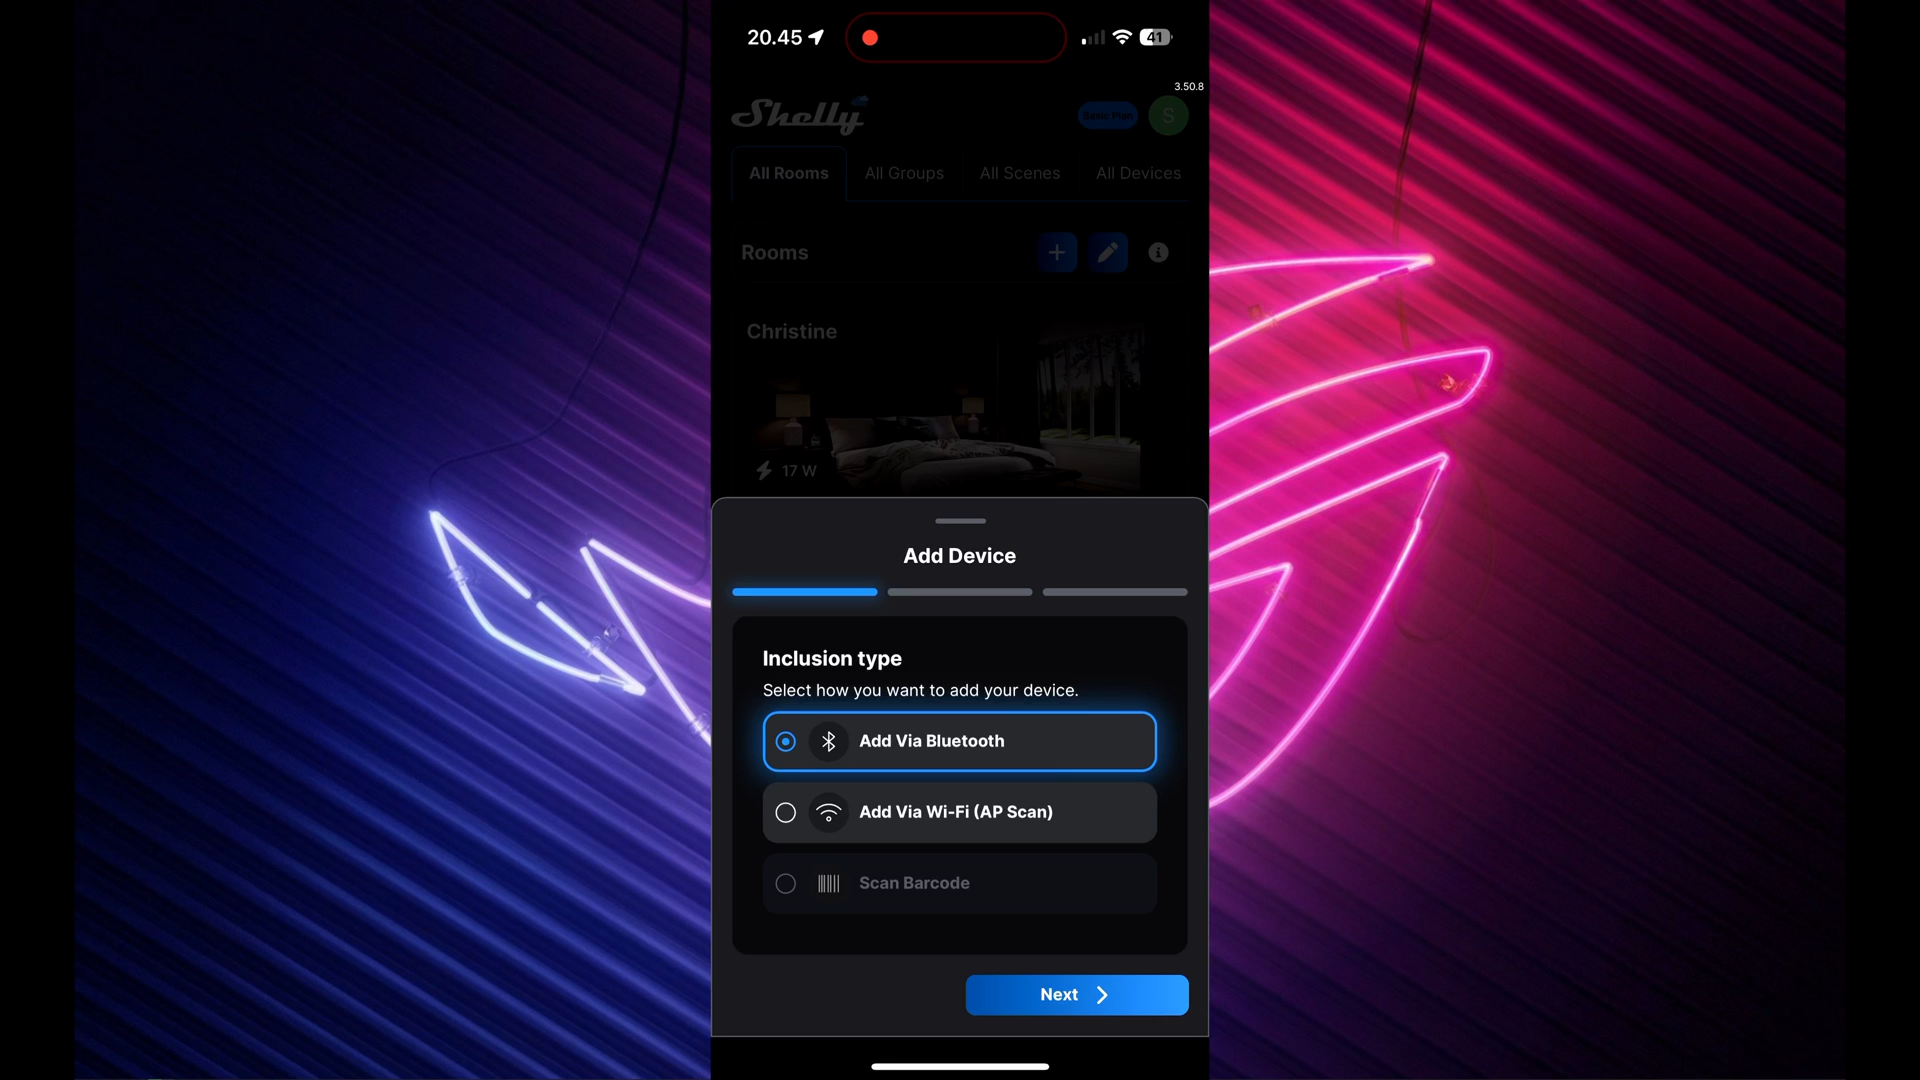 20.45
41
3.50.8
Shelly
Basic Plan
S
All Rooms
All Groups
All Scenes
All Devices
Rooms
Christine
17 W
Add Device
Inclusion type
Select how you want to add your device.
Add Via Bluetooth
Add Via Wi-Fi (AP Scan)
Scan Barcode
Next